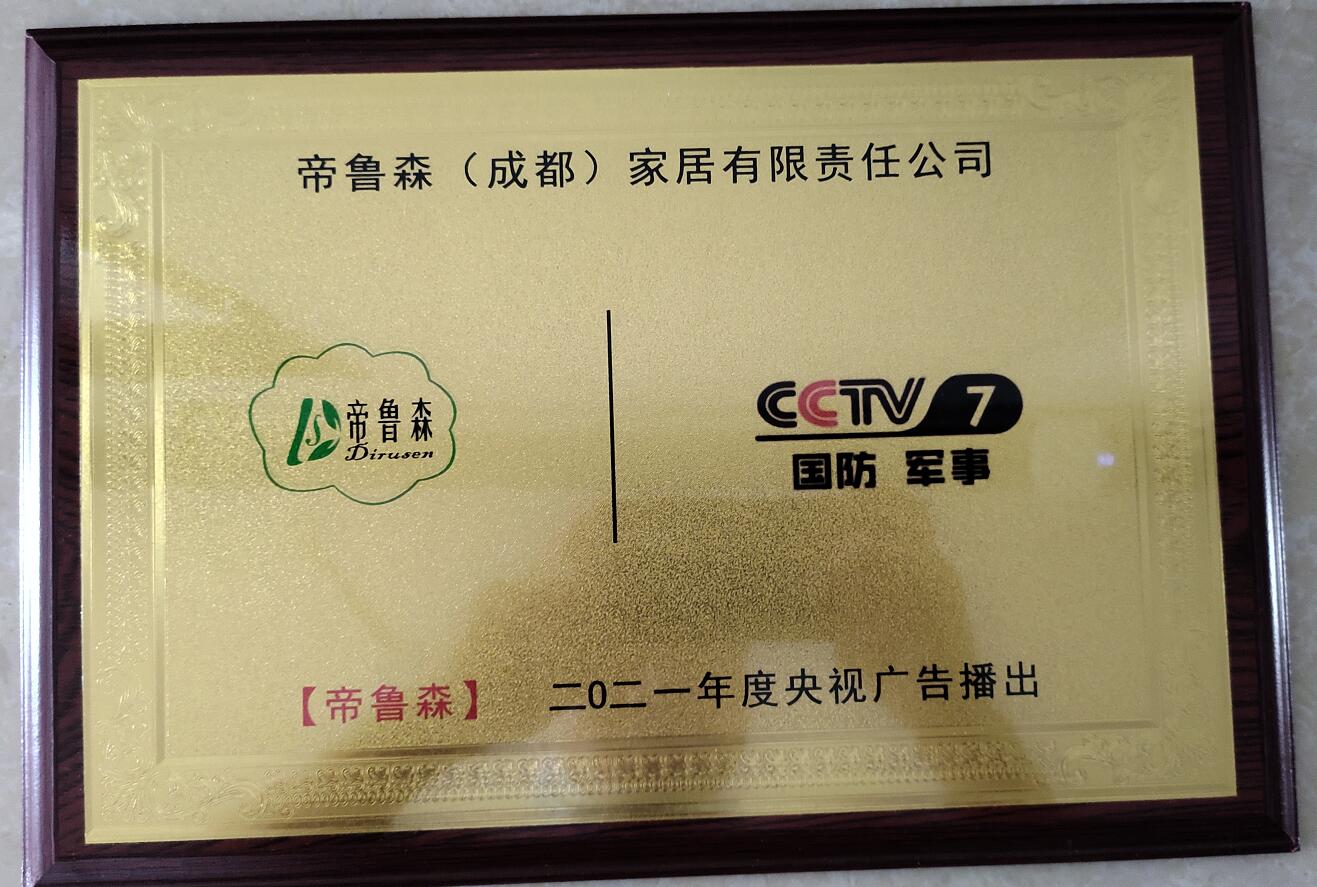 帝鲁森（成都）家居有限责任公司
帝鲁森
Dirusen
CCTV 7
国防 军事
【帝鲁森】 二0二一年度央视广告播出